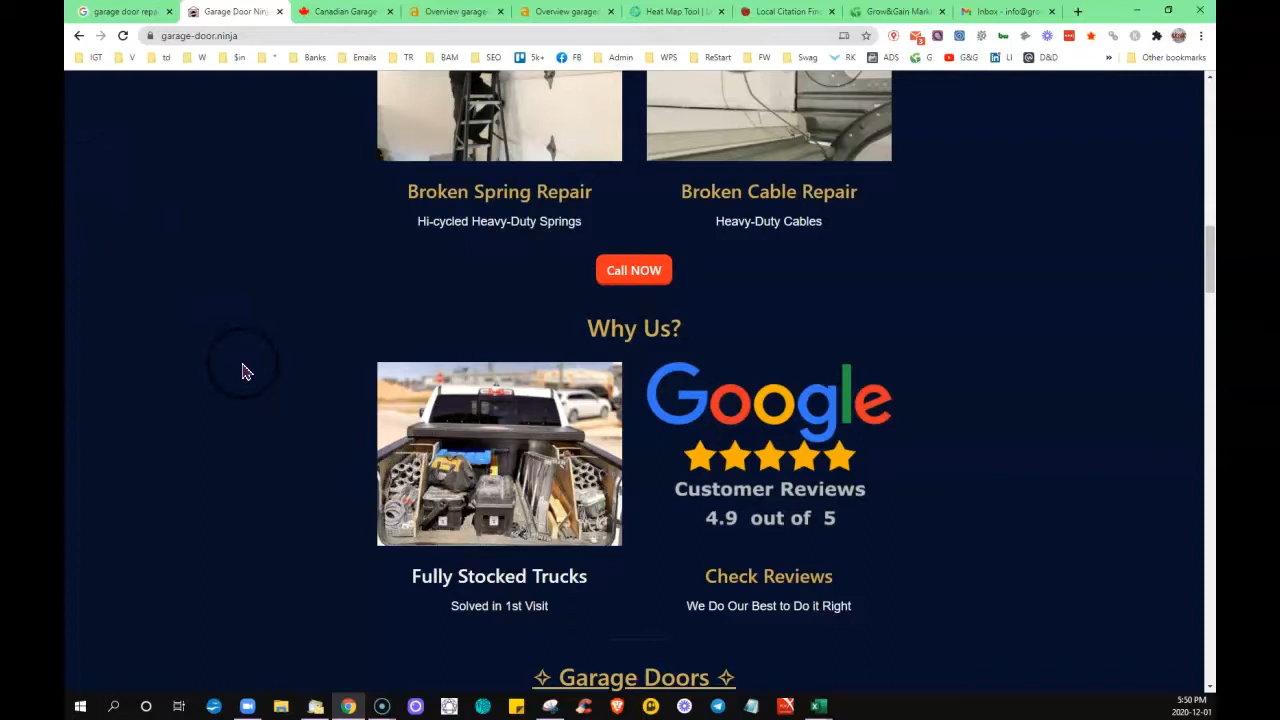 garage door repa
Garage Door Ninj
Canadian Garage
Overview garage-
Overview garage
Heat Map Tool | L
Local Citation Fin
Grow&Gain Mark
Inbox - info@gro
garage-door.ninja
IGT
V
td
W
$in
Banks
Emails
TR
BAM
SEO
5k+
FB
Admin
WPS
ReStart
FW
Swag
RK
ADS
G
G&G
LI
D&D
Other bookmarks
Broken Spring Repair
Broken Cable Repair
Hi-cycled Heavy-Duty Springs
Heavy-Duty Cables
Call NOW
Why Us?
Google
Customer Reviews
4.9 out of 5
Fully Stocked Trucks
Check Reviews
Solved in 1st Visit
We Do Our Best to Do it Right
✧ Garage Doors ✧
5:50 PM
2020-12-01